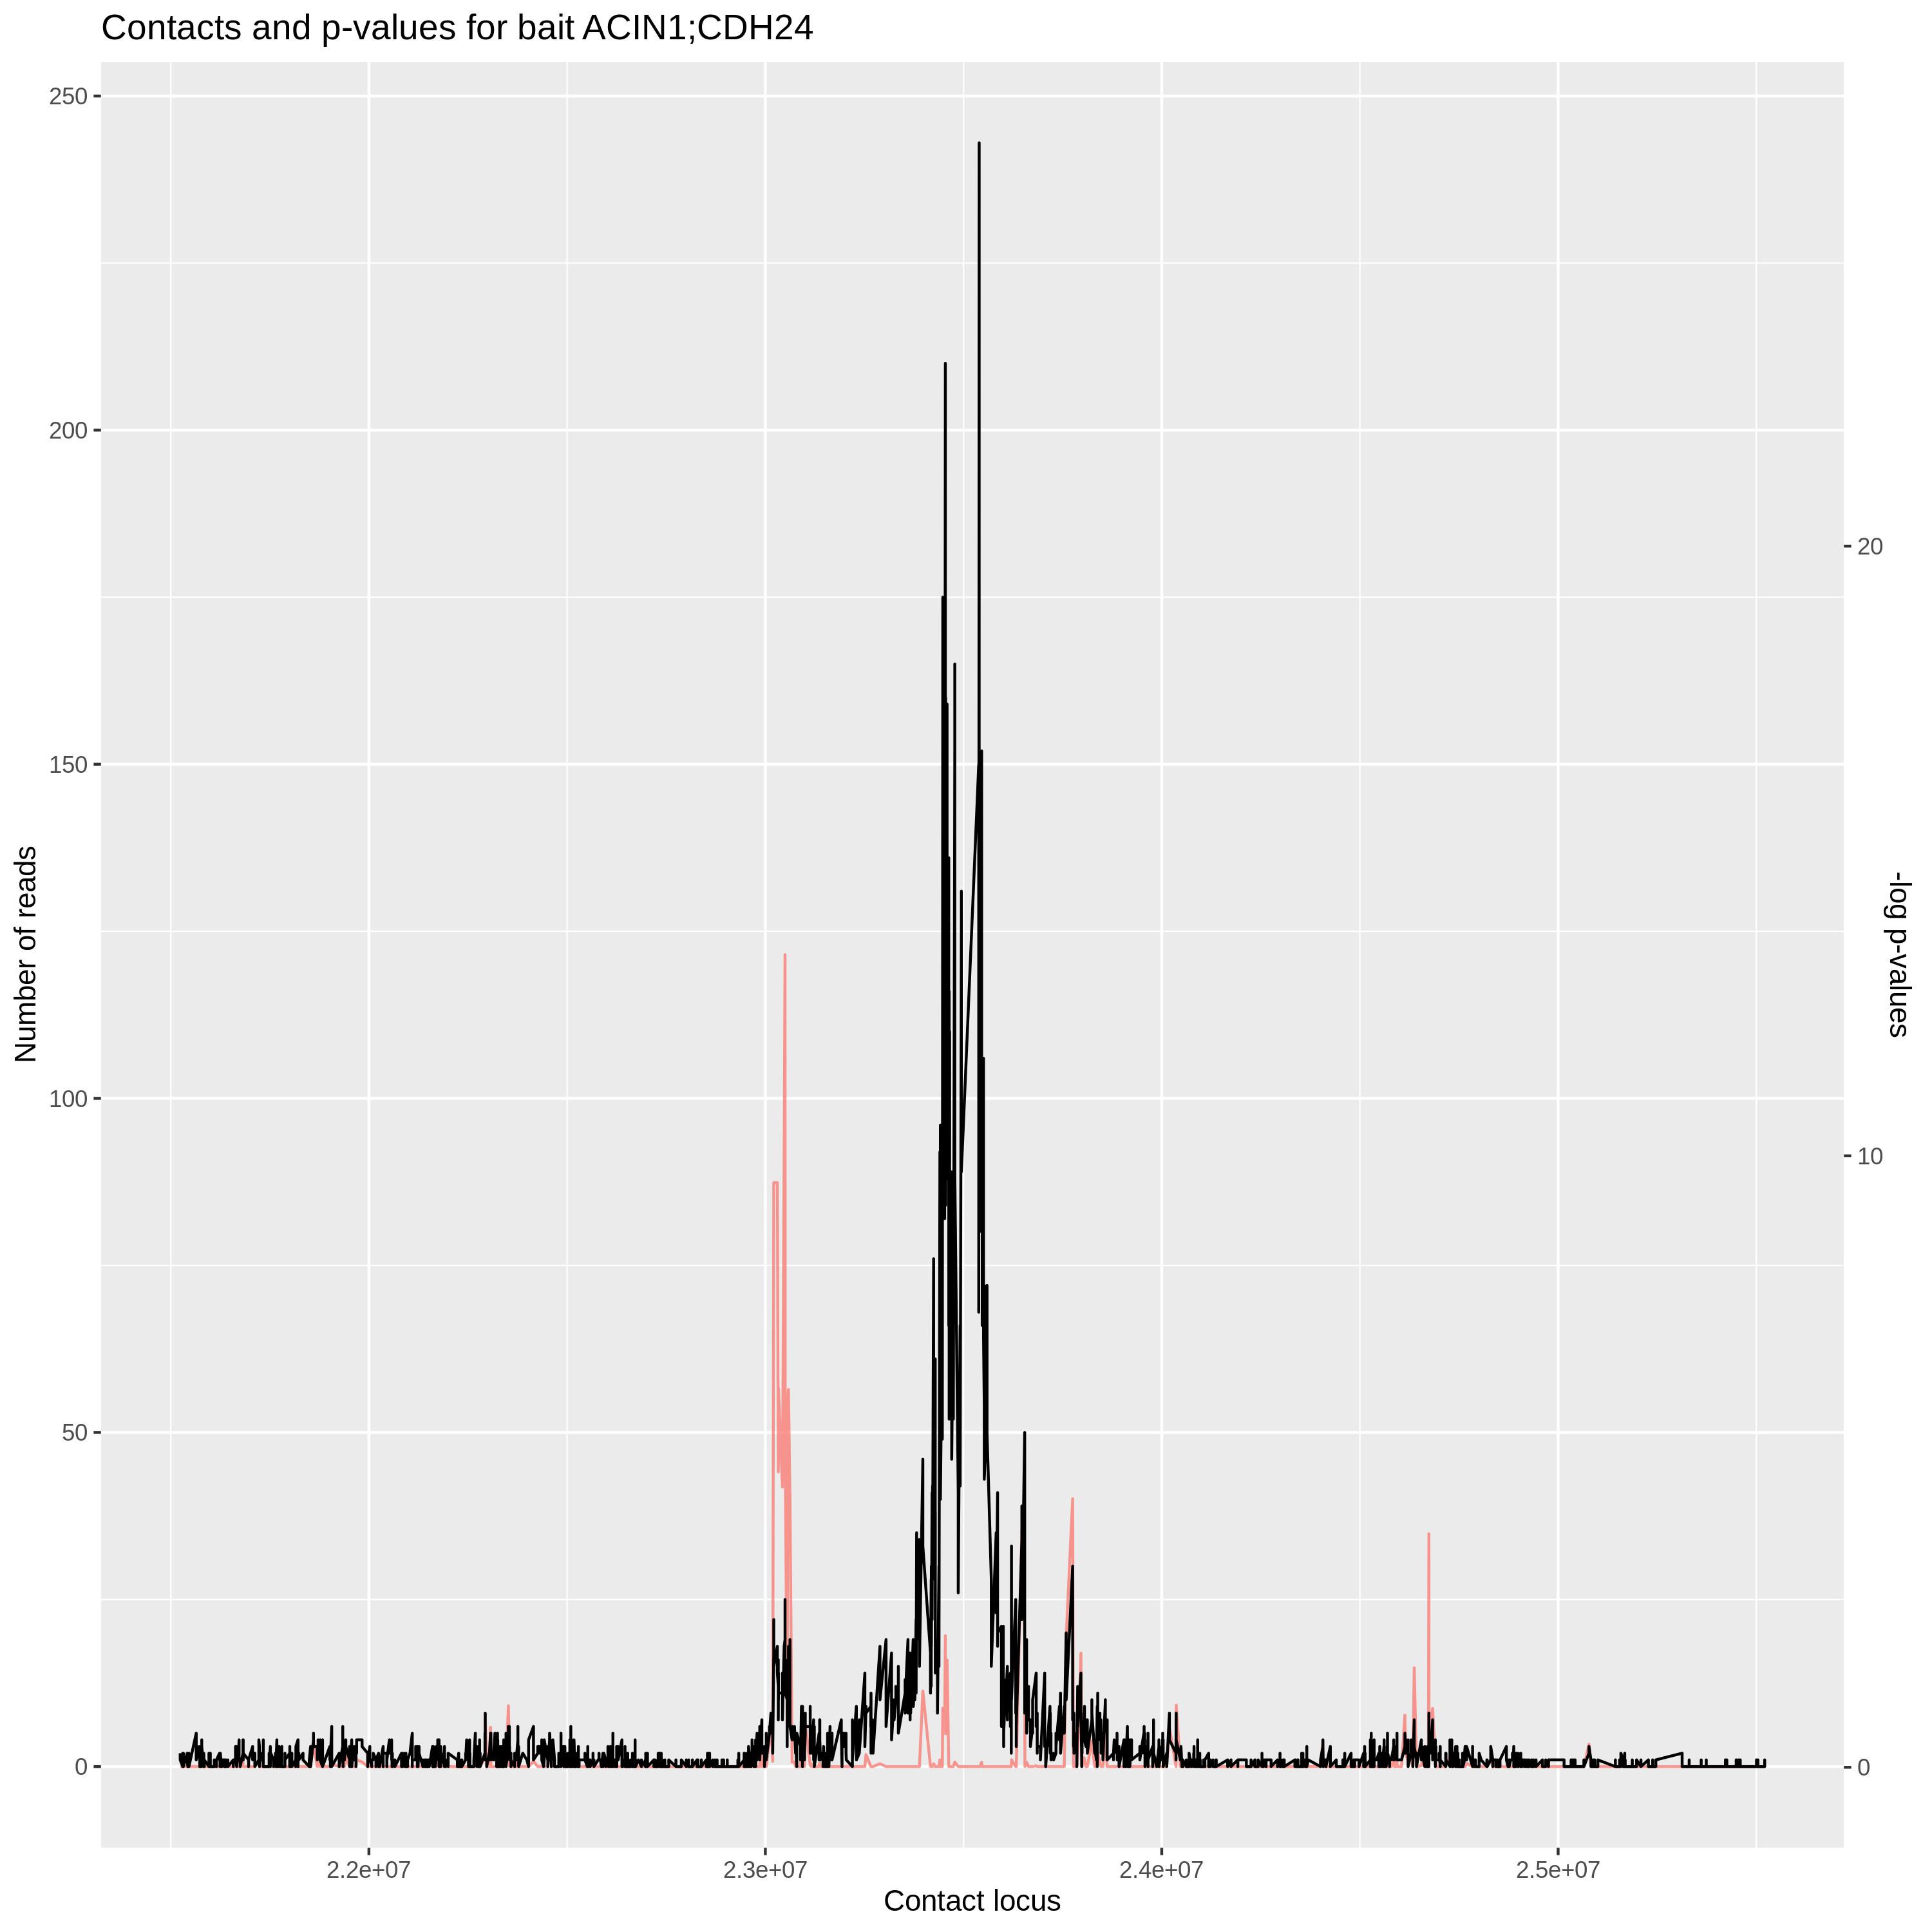 Contacts and p-values for bait ACIN1;CDH24
250
200
150
100
50
0
Number of reads
20
10
0
-log p-values
2.2e+07 2.3e+07 2.4e+07 2.5e+07
Contact locus